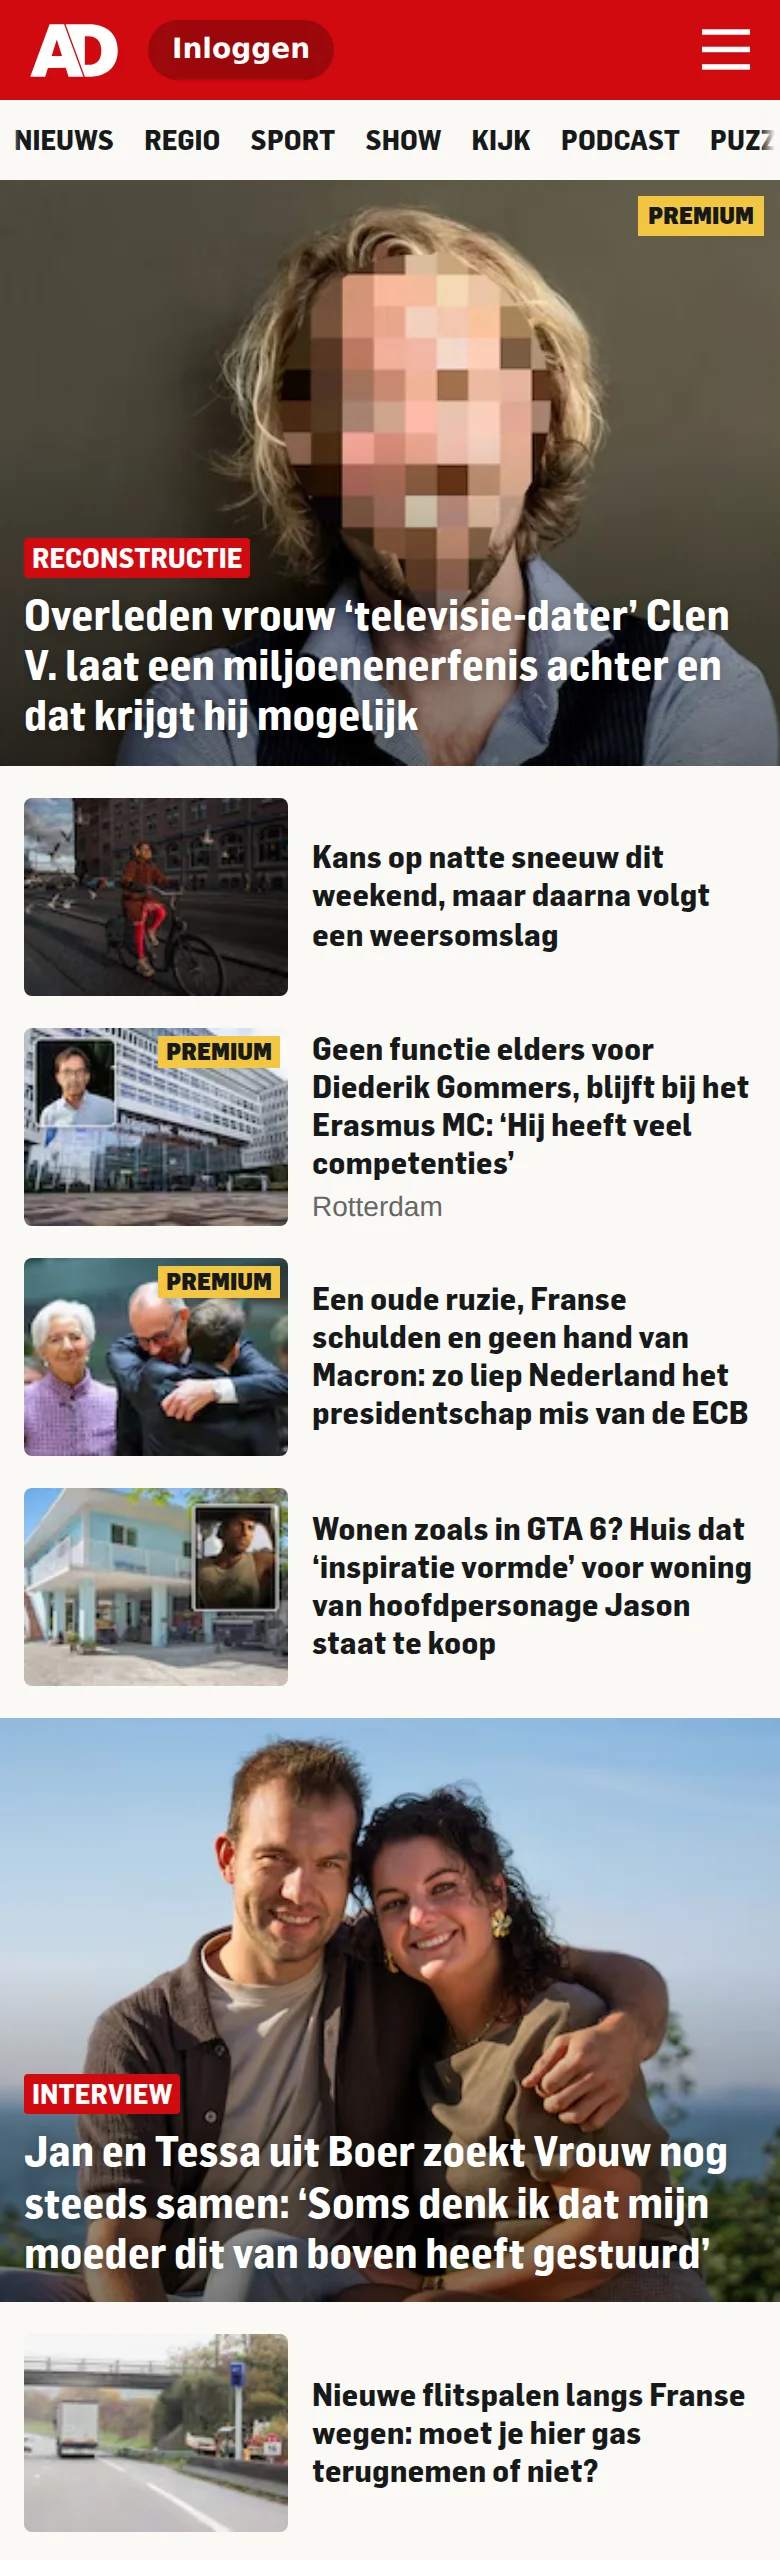 AD
Inloggen
NIEUWS REGIO SPORT SHOW KIJK PODCAST PUZZ
PREMIUM
RECONSTRUCTIE
Overleden vrouw ‘televisie-dater’ Clen
V. laat een miljoenenerfenis achter en
dat krijgt hij mogelijk
Kans op natte sneeuw dit
weekend, maar daarna volgt
een weersomslag
PREMIUM
Geen functie elders voor
Diederik Gommers, blijft bij het
Erasmus MC: ‘Hij heeft veel
competenties’
Rotterdam
PREMIUM
Een oude ruzie, Franse
schulden en geen hand van
Macron: zo liep Nederland het
presidentschap mis van de ECB
Wonen zoals in GTA 6? Huis dat
‘inspiratie vormde’ voor woning
van hoofdpersonage Jason
staat te koop
INTERVIEW
Jan en Tessa uit Boer zoekt Vrouw nog
steeds samen: ‘Soms denk ik dat mijn
moeder dit van boven heeft gestuurd’
Nieuwe flitspalen langs Franse
wegen: moet je hier gas
terugnemen of niet?